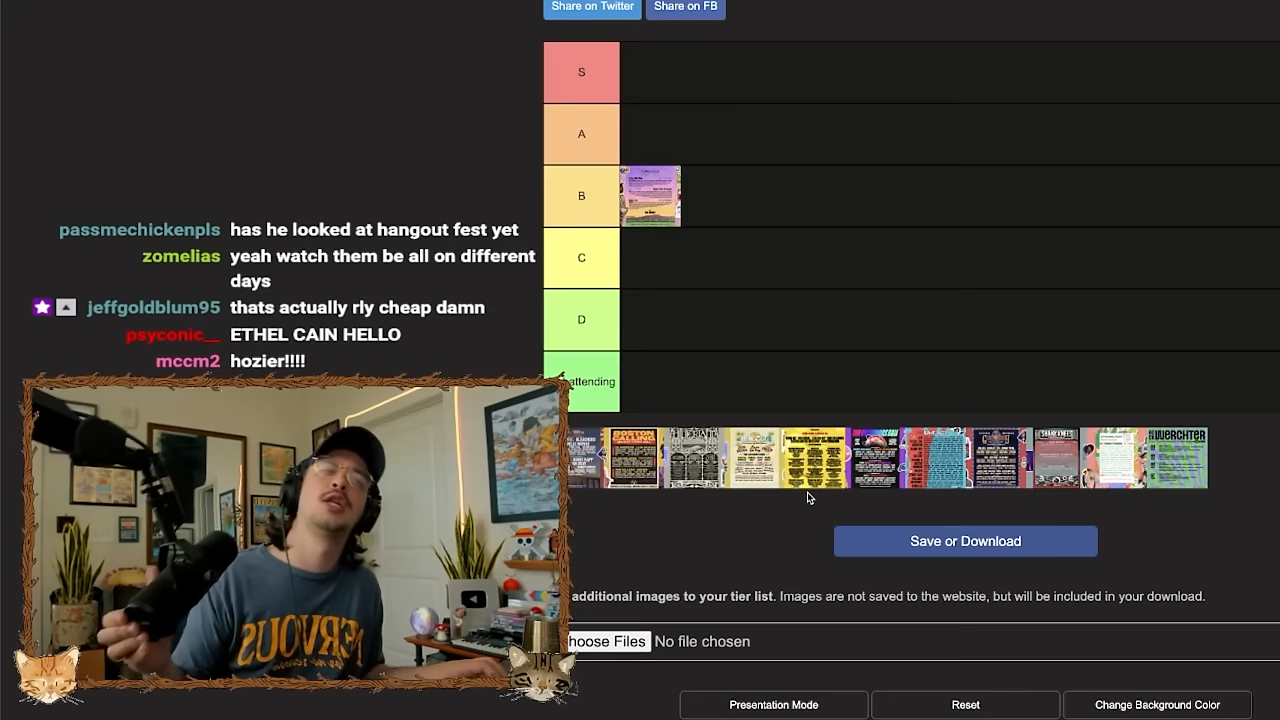 Share on Twitter
Share on FB
S
A
B
C
D
attending
passmechickenpls has he looked at hangout fest yet
zomelias yeah watch them be all on different
days
jeffgoldblum95 thats actually rly cheap damn
psyconic__ ETHEL CAIN HELLO
mccm2 hozier!!!!
BOSTON
CALLING
WERCHTER
Save or Download
additional images to your tier list. Images are not saved to the website, but will be included in your download.
hoose Files No file chosen
NERVOUS
Presentation Mode
Reset
Change Background Color